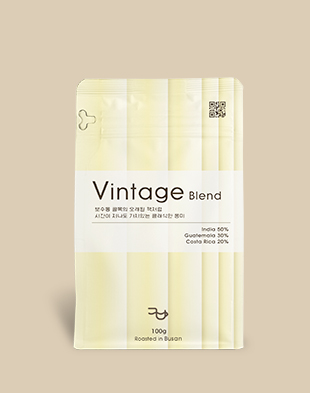 Vintage Blend
보수동 골목의 오래된 책처럼
시간이 지나도 가치있는 클래식한 풍미
India 50%
Guatemala 30%
Costa Rica 20%
100g
Roasted in Busan